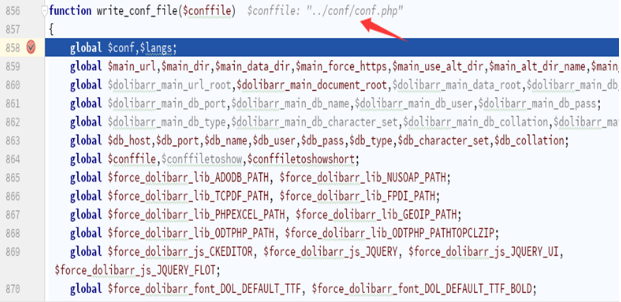 856 function write_conf_file($conffile) $conffile: "../conf/conf.php"
857 {
858 global $conf,$langs;
859 global $main_url,$main_dir,$main_data_dir,$main_force_https,$main_use_alt_dir,$main_alt_dir_name,$main_
860 global $dolibarr_main_url_root,$dolibarr_main_document_root,$dolibarr_main_data_root,$dolibarr_main_db_
861 global $dolibarr_main_db_port,$dolibarr_main_db_name,$dolibarr_main_db_user,$dolibarr_main_db_pass;
862 global $dolibarr_main_db_type,$dolibarr_main_db_character_set,$dolibarr_main_db_collation,$dolibarr_ma
863 global $db_host,$db_port,$db_name,$db_user,$db_pass,$db_type,$db_character_set,$db_collation;
864 global $conffile,$conffiletoshow,$conffiletoshowshort;
865 global $force_dolibarr_lib_ADODB_PATH, $force_dolibarr_lib_NUSOAP_PATH;
866 global $force_dolibarr_lib_TCPDF_PATH, $force_dolibarr_lib_FPDI_PATH;
867 global $force_dolibarr_lib_PHPEXCEL_PATH, $force_dolibarr_lib_GEOIP_PATH;
868 global $force_dolibarr_lib_ODTPHP_PATH, $force_dolibarr_lib_ODTPHP_PATHTOPCLZIP;
869 global $force_dolibarr_js_CKEDITOR, $force_dolibarr_js_JQUERY, $force_dolibarr_js_JQUERY_UI,
$force_dolibarr_js_JQUERY_FLOT;
870 global $force_dolibarr_font_DOL_DEFAULT_TTF, $force_dolibarr_font_DOL_DEFAULT_TTF_BOLD;